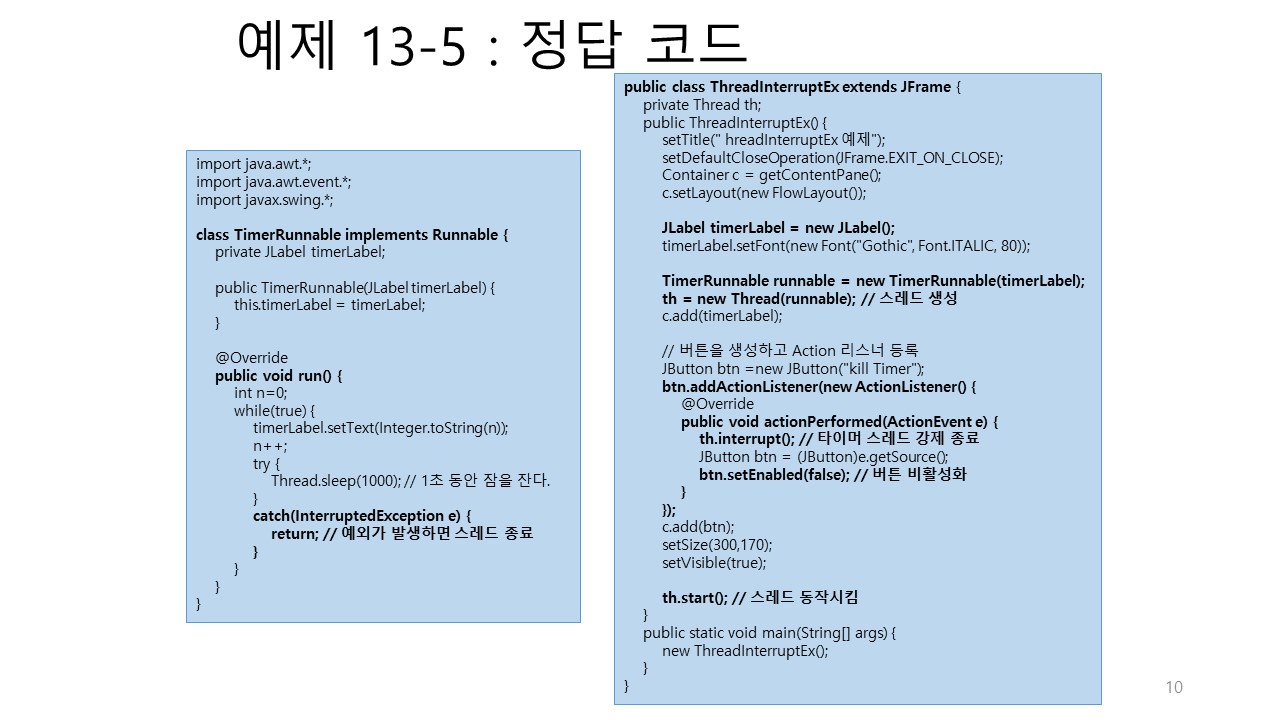 예제 13-5 : 정답 코드
import java.awt.*;
import java.awt.event.*;
import javax.swing.*;
class TimerRunnable implements Runnable {
private JLabel timerLabel;
public TimerRunnable(JLabel timerLabel) {
this.timerLabel = timerLabel;
}
@Override
public void run() {
int n=0;
while(true) {
timerLabel.setText(Integer.toString(n));
n++;
try {
Thread.sleep(1000); // 1초 동안 잠을 잔다.
}
catch(InterruptedException e) {
return; // 예외가 발생하면 스레드 종료
}
}
}
}
public class ThreadInterruptEx extends JFrame {
private Thread th;
public ThreadInterruptEx() {
setTitle(" hreadInterruptEx 예제");
setDefaultCloseOperation(JFrame.EXIT_ON_CLOSE);
Container c = getContentPane();
c.setLayout(new FlowLayout());
JLabel timerLabel = new JLabel();
timerLabel.setFont(new Font("Gothic", Font.ITALIC, 80));
TimerRunnable runnable = new TimerRunnable(timerLabel);
th = new Thread(runnable); // 스레드 생성
c.add(timerLabel);
// 버튼을 생성하고 Action 리스너 등록
JButton btn =new JButton("kill Timer");
btn.addActionListener(new ActionListener() {
@Override
public void actionPerformed(ActionEvent e) {
th.interrupt(); // 타이머 스레드 강제 종료
JButton btn = (JButton)e.getSource();
btn.setEnabled(false); // 버튼 비활성화
}
});
c.add(btn);
setSize(300,170);
setVisible(true);
th.start(); // 스레드 동작시킴
}
public static void main(String[] args) {
new ThreadInterruptEx();
}
}
10